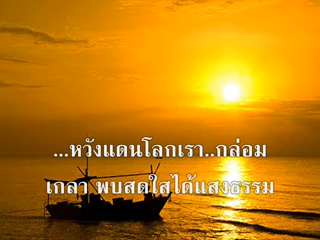 ...หวังแดนโลกเรา..กล่อม
เกลา พบสดใสได้แสงธรรม